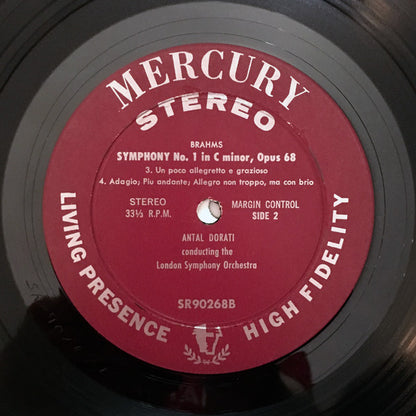 MERCURY
STEREO
BRAHMS
SYMPHONY No. 1 in C minor, Opus 68
3. Un poco allegretto e grazioso
4. Adagio; Piu andante; Allegro non troppo, ma con brio
STEREO
33⅓ R.P.M.
MARGIN CONTROL
SIDE 2
ANTAL DORATI
conducting the
London Symphony Orchestra
SR90268B
LIVING PRESENCE
HIGH FIDELITY